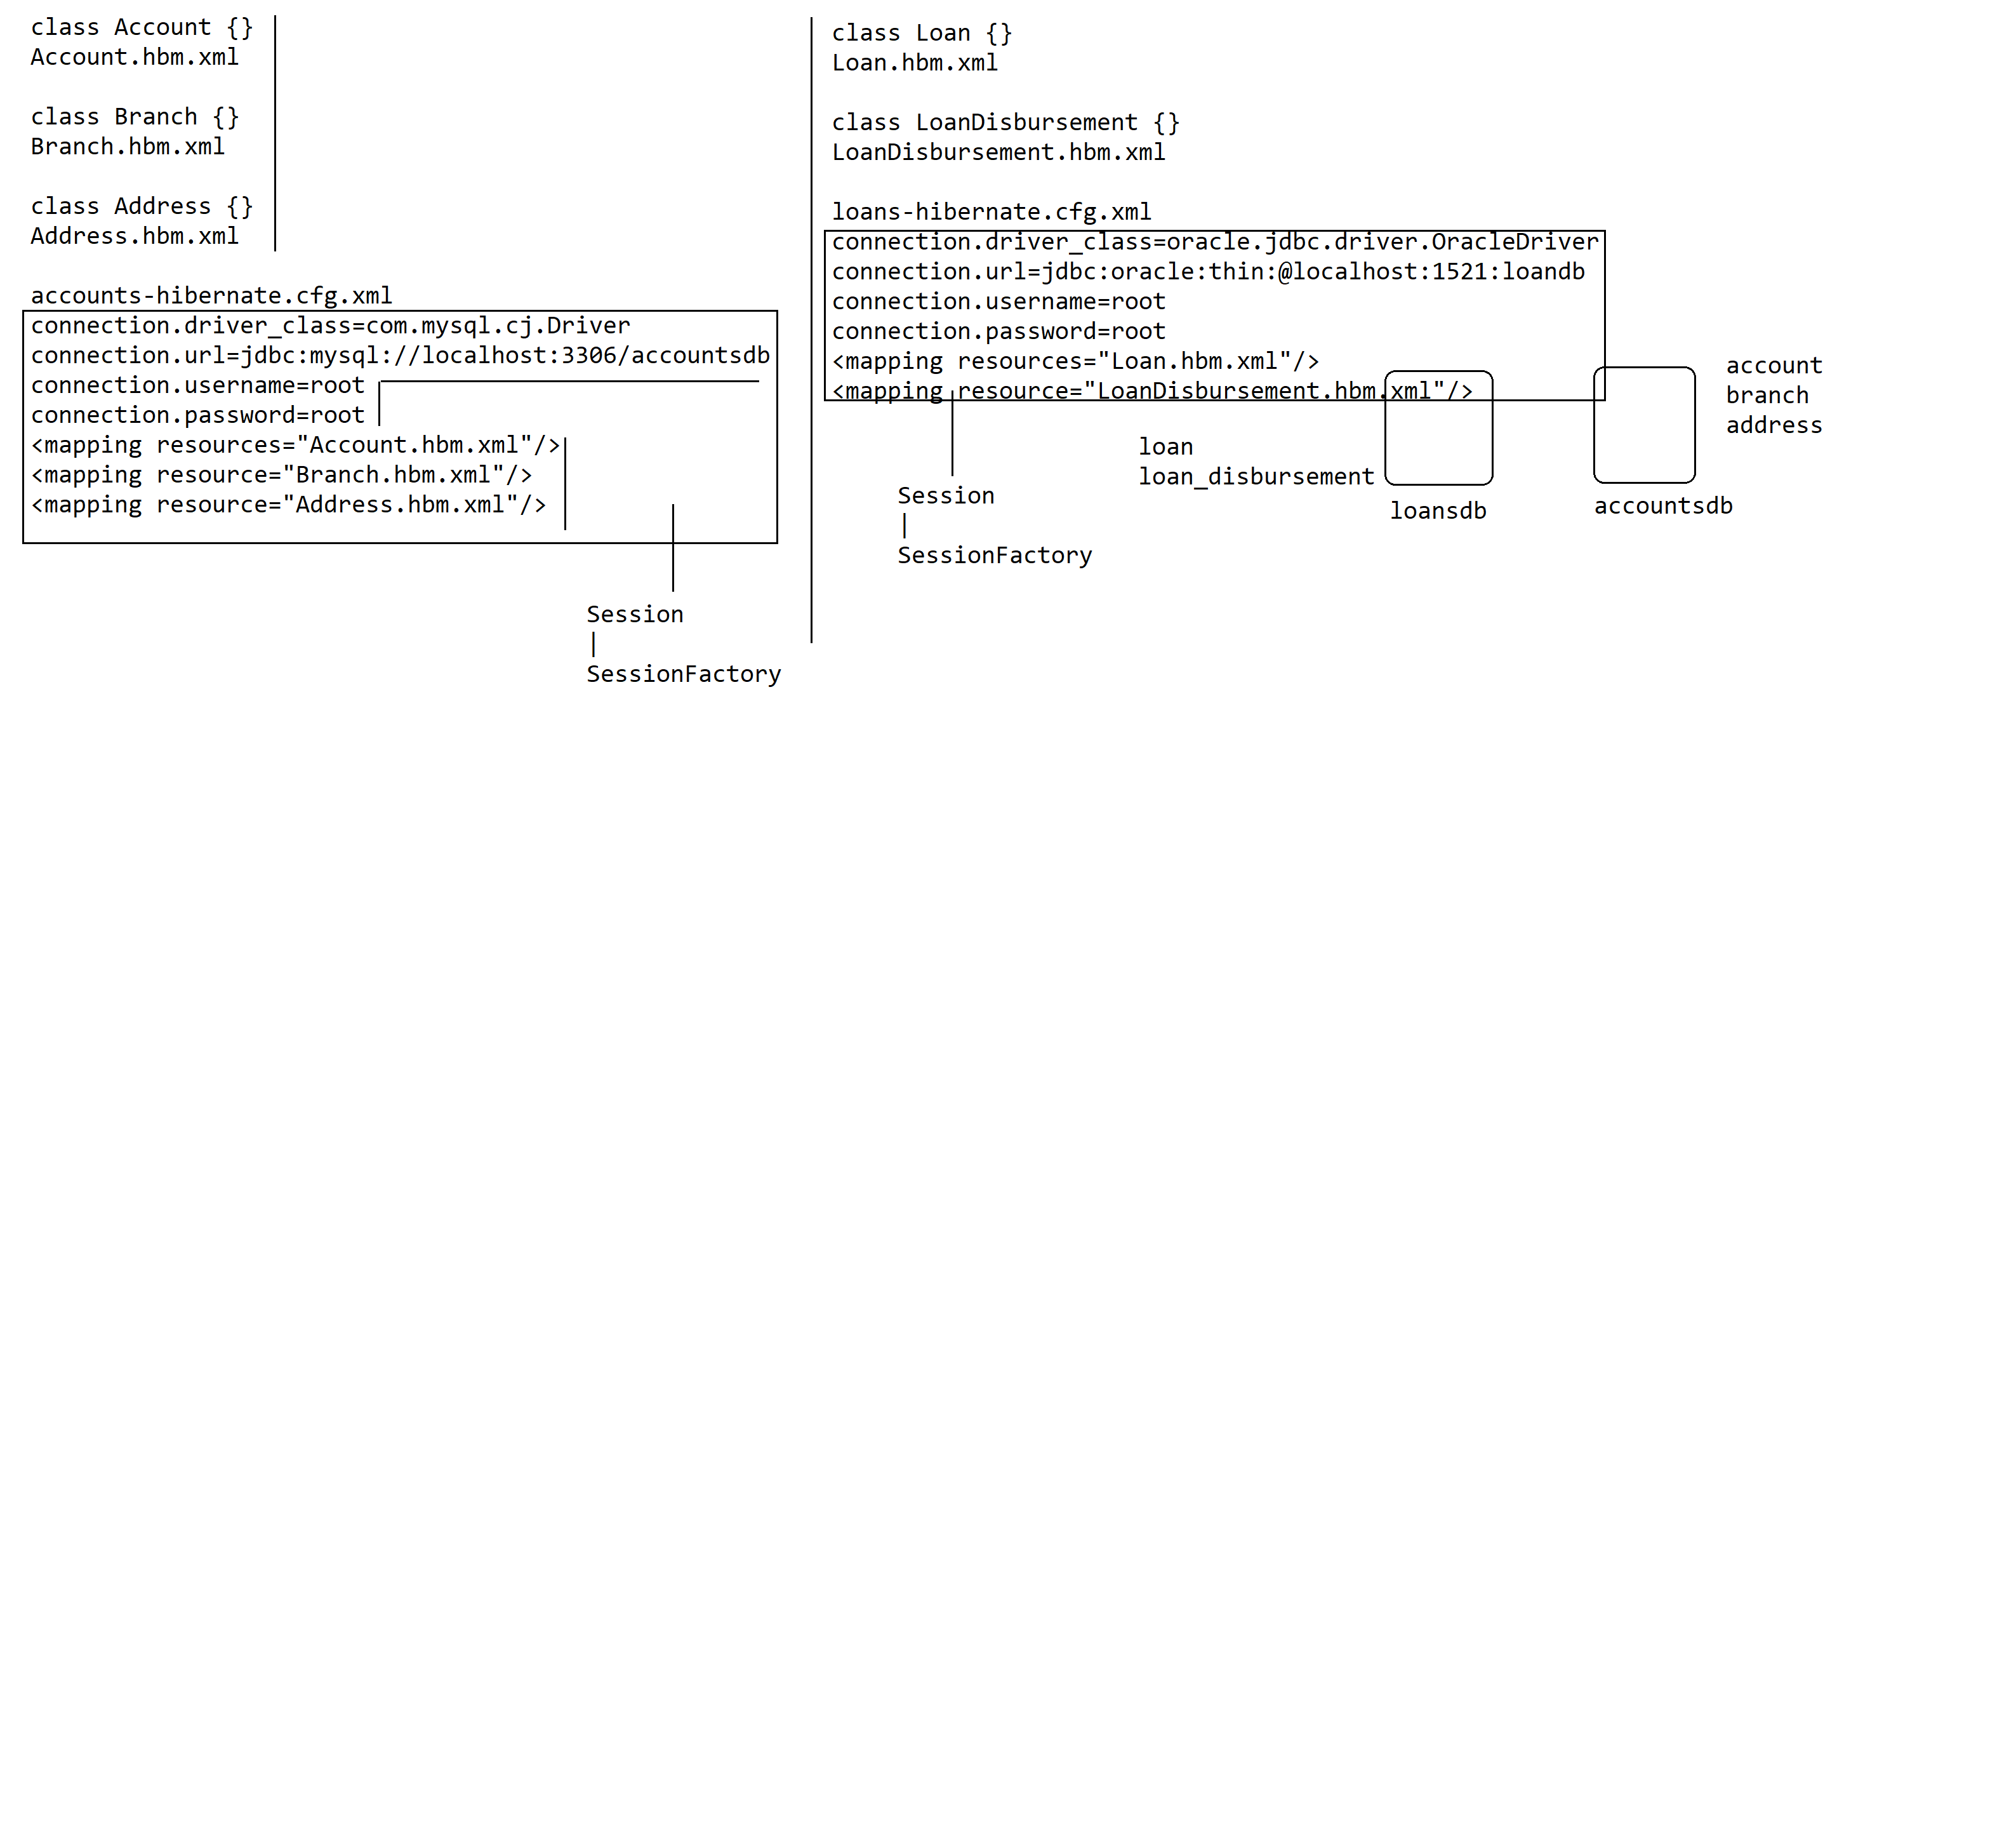 class Account {}
Account.hbm.xml
class Branch {}
Branch.hbm.xml
class Address {}
Address.hbm.xml
accounts-hibernate.cfg.xml
connection.driver_class=com.mysql.cj.Driver
connection.url=jdbc:mysql://localhost:3306/accountsdb
connection.username=root
connection.password=root
<mapping resources="Account.hbm.xml"/>
<mapping resource="Branch.hbm.xml"/>
<mapping resource="Address.hbm.xml"/>
Session
|
SessionFactory
class Loan {}
Loan.hbm.xml
class LoanDisbursement {}
LoanDisbursement.hbm.xml
loans-hibernate.cfg.xml
connection.driver_class=oracle.jdbc.driver.OracleDriver
connection.url=jdbc:oracle:thin:@localhost:1521:loandb
connection.username=root
connection.password=root
<mapping resources="Loan.hbm.xml"/>
<mapping resource="LoanDisbursement.hbm.xml"/>
Session
|
SessionFactory
loan
loan_disbursement
loansdb
accountsdb
account
branch
address